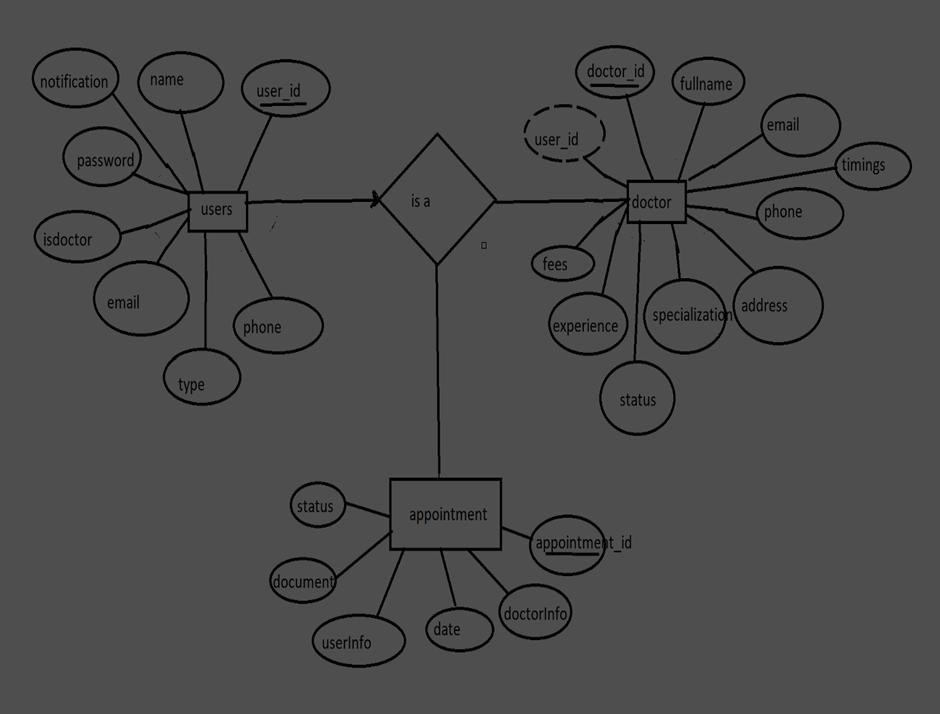 notification
name
user_id
password
users
isdoctor
email
phone
type
is a
doctor_id
fullname
user_id
email
timings
doctor
phone
fees
experience
specialization
address
status
status
appointment
appointment_id
document
userInfo
date
doctorInfo